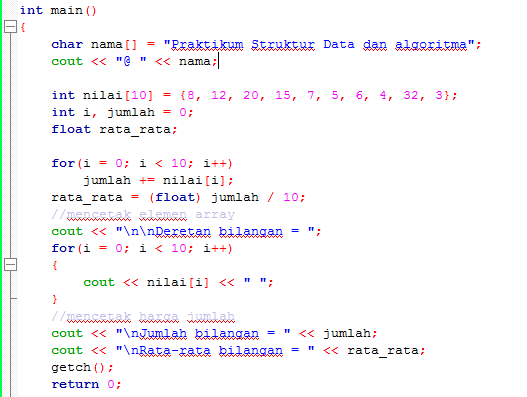 int main()
{
char nama[] = "Praktikum Struktur Data dan algoritma";
cout << "@ " << nama;
int nilai[10] = {8, 12, 20, 15, 7, 5, 6, 4, 32, 3};
int i, jumlah = 0;
float rata_rata;
for(i = 0; i < 10; i++)
jumlah += nilai[i];
rata_rata = (float) jumlah / 10;
//mencetak elemen array
cout << "\n\nDeretan bilangan = ";
for(i = 0; i < 10; i++)
{
cout << nilai[i] << " ";
}
//mencetak harga jumlah
cout << "\nJumlah bilangan = " << jumlah;
cout << "\nRata-rata bilangan = " << rata_rata;
getch();
return 0;